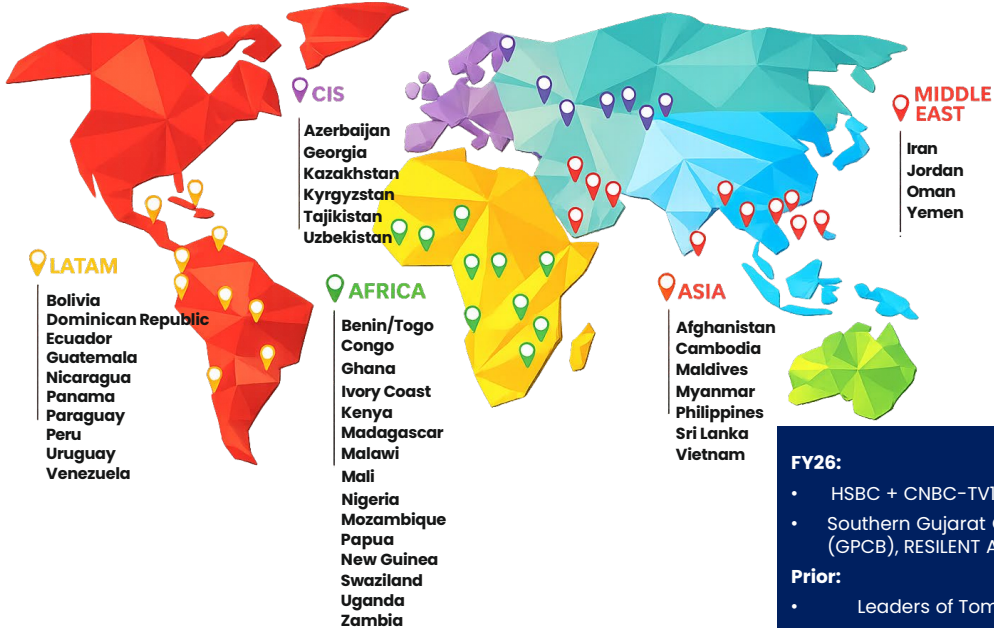 CIS
Azerbaijan
Georgia
Kazakhstan
Kyrgyzstan
Tajikistan
Uzbekistan
MIDDLE
EAST
Iran
Jordan
Oman
Yemen
LATAM
Bolivia
Dominican Republic
Ecuador
Guatemala
Nicaragua
Panama
Paraguay
Peru
Uruguay
Venezuela
AFRICA
Benin/Togo
Congo
Ghana
Ivory Coast
Kenya
Madagascar
Malawi
Mali
Nigeria
Mozambique
Papua
New Guinea
Swaziland
Uganda
Zambia
ASIA
Afghanistan
Cambodia
Maldives
Myanmar
Philippines
Sri Lanka
Vietnam
FY26:
• HSBC + CNBC-TV1
• Southern Gujarat
(GPCB), RESILENT
Prior:
• Leaders of Tom